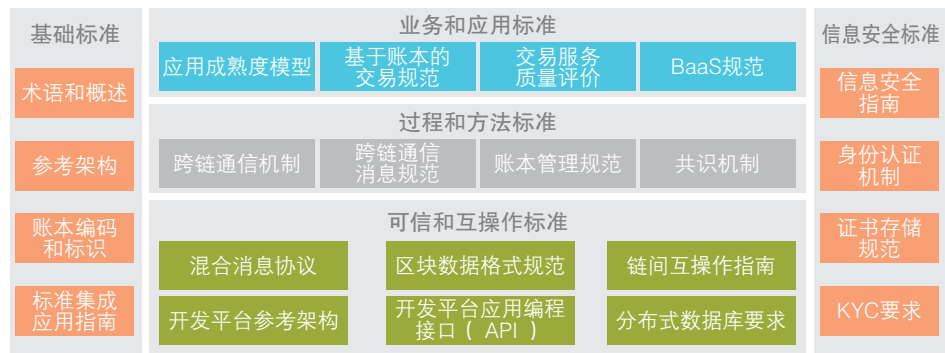 基础标准
术语和概述
参考架构
账本编码
和标识
标准集成
应用指南
业务和应用标准
应用成熟度模型
基于账本的
交易规范
交易服务
质量评价
BaaS规范
过程和方法标准
跨链通信机制
跨链通信
消息规范
账本管理规范
共识机制
可信和互操作标准
混合消息协议
区块数据格式规范
链间互操作指南
开发平台参考架构
开发平台应用编程
接口（ API ）
分布式数据库要求
信息安全标准
信息安全
指南
身份认证
机制
证书存储
规范
KYC要求